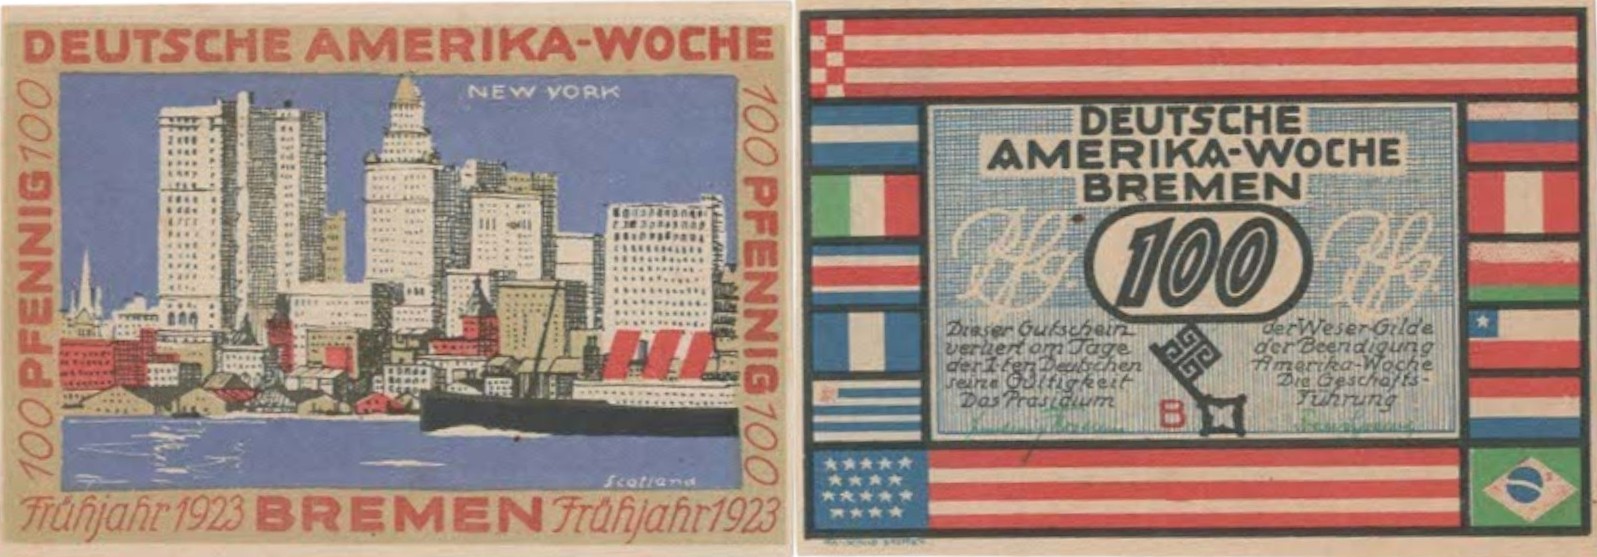 DEUTSCHE AMERIKA-WOCHE
100 PFENNIG 100
NEW YORK
100 PFENNIG 100
Scotland
Frühjahr 1923 BREMEN Frühjahr 1923
DEUTSCHE
AMERIKA-WOCHE
BREMEN
Pfg. 100 Pfg.
Dieser Gutschein
verliert am Tage
der 1ten Deutschen
seine Gültigkeit
Das Präsidium
der Weser-Gilde
der Beendigung
Amerika-Woche
Die Geschäfts-
führung
B